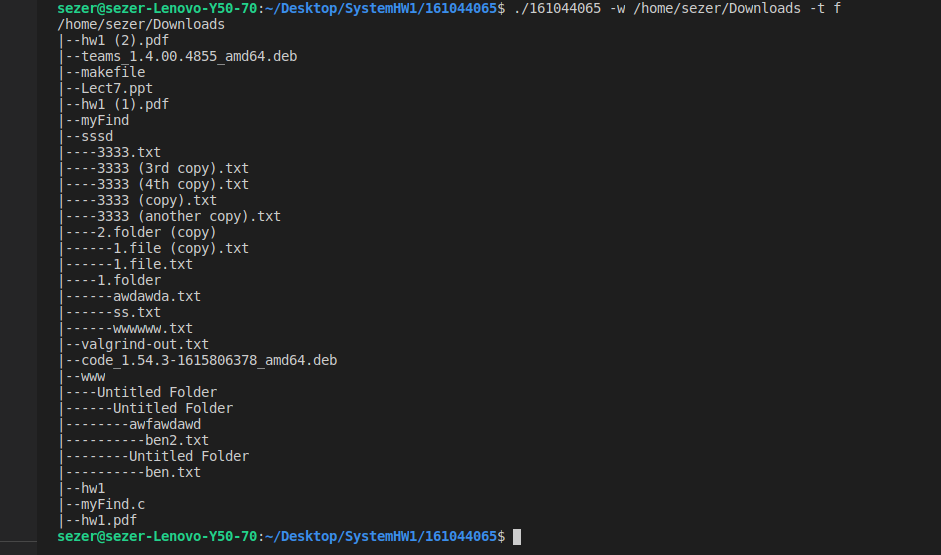 sezer@sezer-Lenovo-Y50-70:~/Desktop/SystemHW1/161044065$ ./161044065 -w /home/sezer/Downloads -t f
/home/sezer/Downloads
|--hw1 (2).pdf
|--teams_1.4.00.4855_amd64.deb
|--makefile
|--Lect7.ppt
|--hw1 (1).pdf
|--myFind
|--sssd
|----3333.txt
|----3333 (3rd copy).txt
|----3333 (4th copy).txt
|----3333 (copy).txt
|----3333 (another copy).txt
|----2.folder (copy)
|------1.file (copy).txt
|------1.file.txt
|----1.folder
|------awdawda.txt
|------ss.txt
|------wwwwww.txt
|--valgrind-out.txt
|--code_1.54.3-1615806378_amd64.deb
|--www
|----Untitled Folder
|------Untitled Folder
|--------awfawdawd
|----------ben2.txt
|--------Untitled Folder
|----------ben.txt
|--hw1
|--myFind.c
|--hw1.pdf
sezer@sezer-Lenovo-Y50-70:~/Desktop/SystemHW1/161044065$